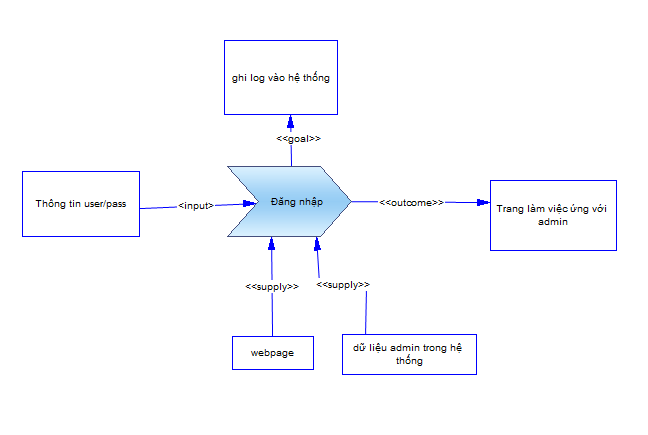 ghi log vào hệ thống
<<goal>>
Thông tin user/pass
<input>
Đăng nhập
<<outcome>>
Trang làm việc ứng với
admin
<<supply>>
<<supply>>
webpage
dữ liệu admin trong hệ
thống